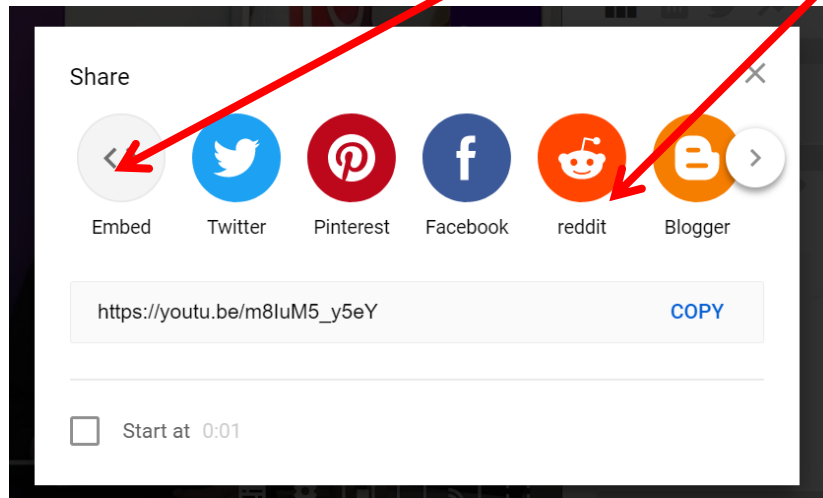 Share
Embed Twitter Pinterest Facebook reddit Blogger
https://youtu.be/m8IuM5_y5eY COPY
Start at 0:01